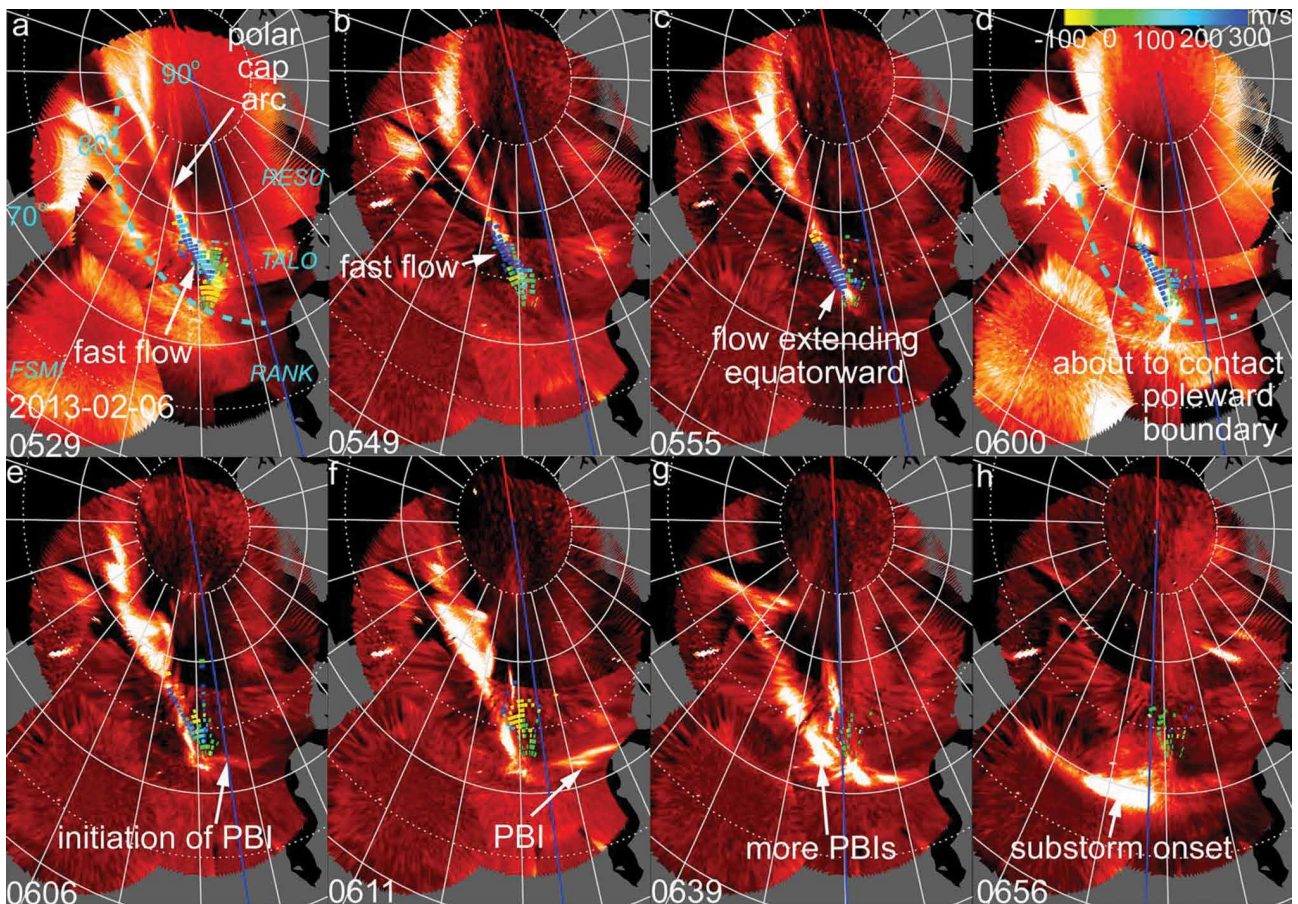 a
polar
cap
arc
90°
80°
70°
RESU
TALO
fast flow
FSMI
RANK
2013-02-06
0529
b
fast flow
0549
c
flow extending
equatorward
0555
d
m/s
-100 0 100 200 300
about to contact
poleward
boundary
0600
e
initiation of PBI
0606
f
PBI
0611
g
more PBIs
0639
h
substorm onset
0656